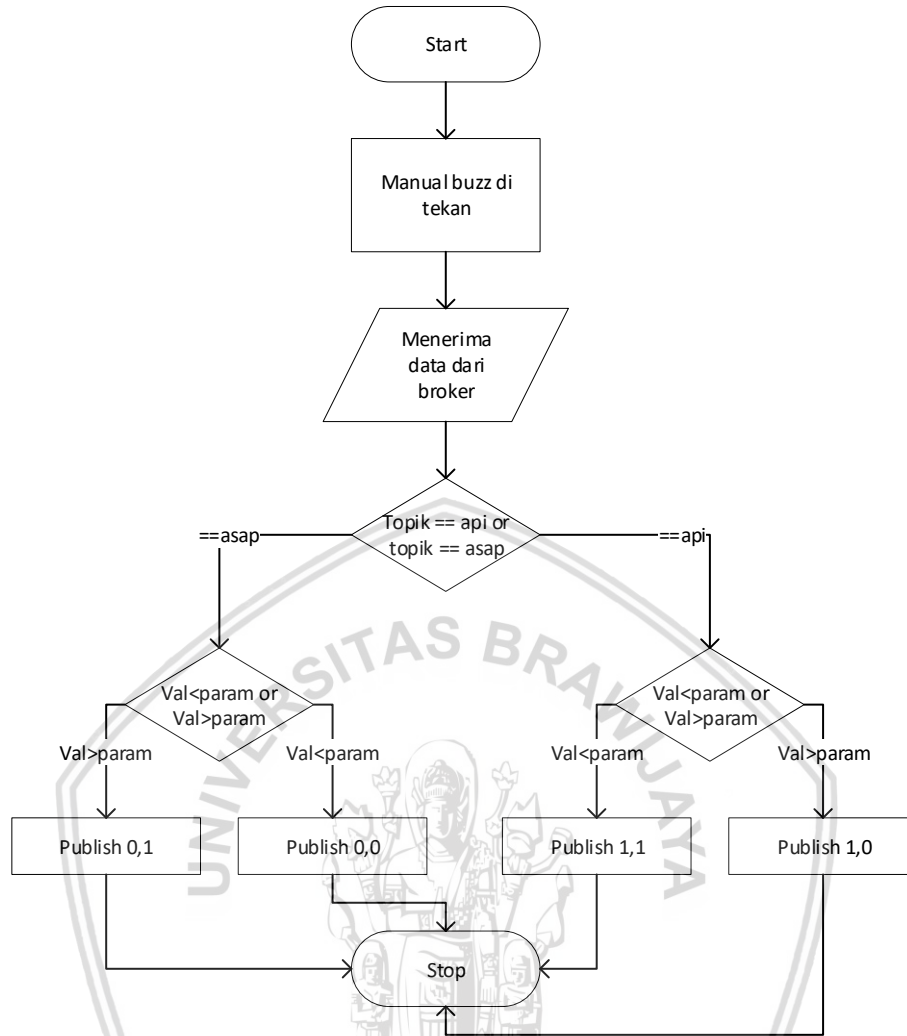 Start
Manual buzz di
tekan
Menerima
data dari
broker
Topik == api or
topik == asap
==asap
==api
Val<param or
Val>param
Val<param or
Val>param
Val>param
Val<param
Val<param
Val>param
Publish 0,1
Publish 0,0
Publish 1,1
Publish 1,0
Stop
UNIVERSITAS BRAWIJAYA